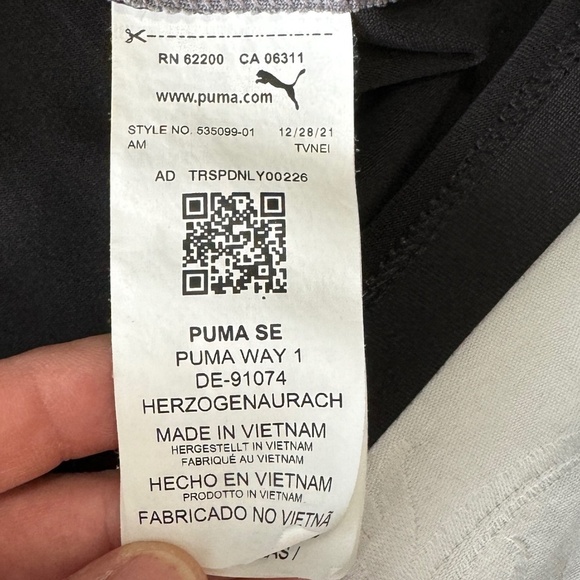 RN 62200 CA 06311
www.puma.com
STYLE NO. 535099-01 12/28/21
AM TVNEI
AD TRSPDNLY00226
PUMA SE
PUMA WAY 1
DE-91074
HERZOGENAURACH
MADE IN VIETNAM
HERGESTELLT IN VIETNAM
FABRIQUÉ AU VIETNAM
HECHO EN VIETNAM
PRODOTTO IN VIETNAM
FABRICADO NO VIETNÃ